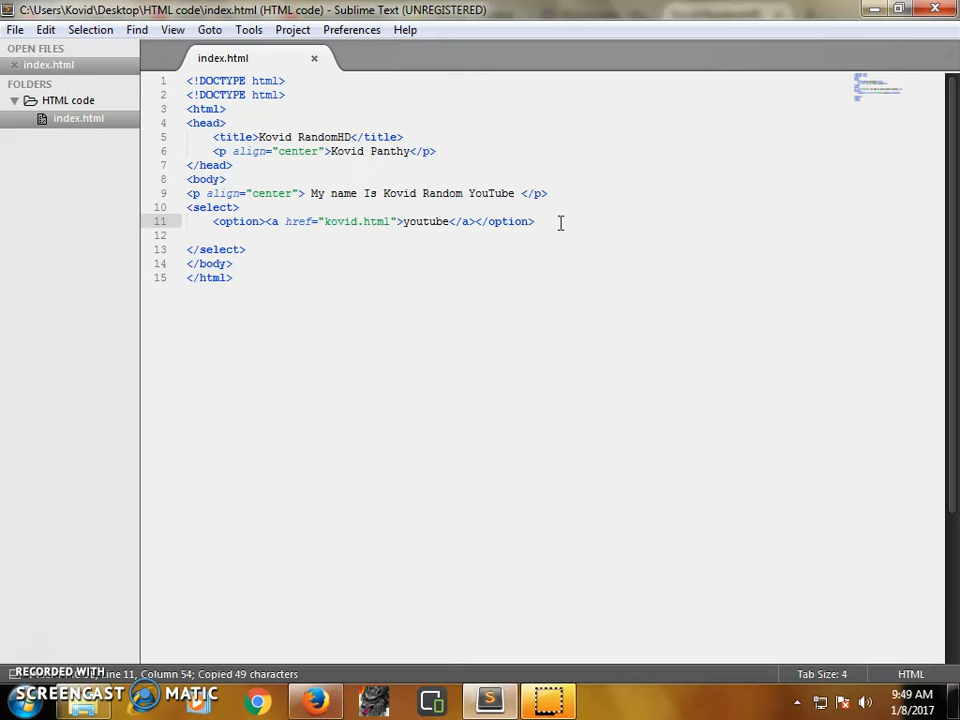 C:\Users\Kovid\Desktop\HTML code\index.html (HTML code) - Sublime Text (UNREGISTERED)
File Edit Selection Find View Goto Tools Project Preferences Help
OPEN FILES
index.html
FOLDERS
HTML code
index.html
index.html
1 <!DOCTYPE html>
2 <!DOCTYPE html>
3 <html>
4 <head>
5 <title>Kovid RandomHD</title>
6 <p align="center">Kovid Panthy</p>
7 </head>
8 <body>
9 <p align="center"> My name Is Kovid Random YouTube </p>
10 <select>
11 <option><a href="kovid.html">youtube</a></option>
12
13 </select>
14 </body>
15 </html>
Line 11, Column 54; Copied 49 characters
Tab Size: 4
HTML
RECORDED WITH
SCREENCAST MATIC
9:49 AM
1/8/2017